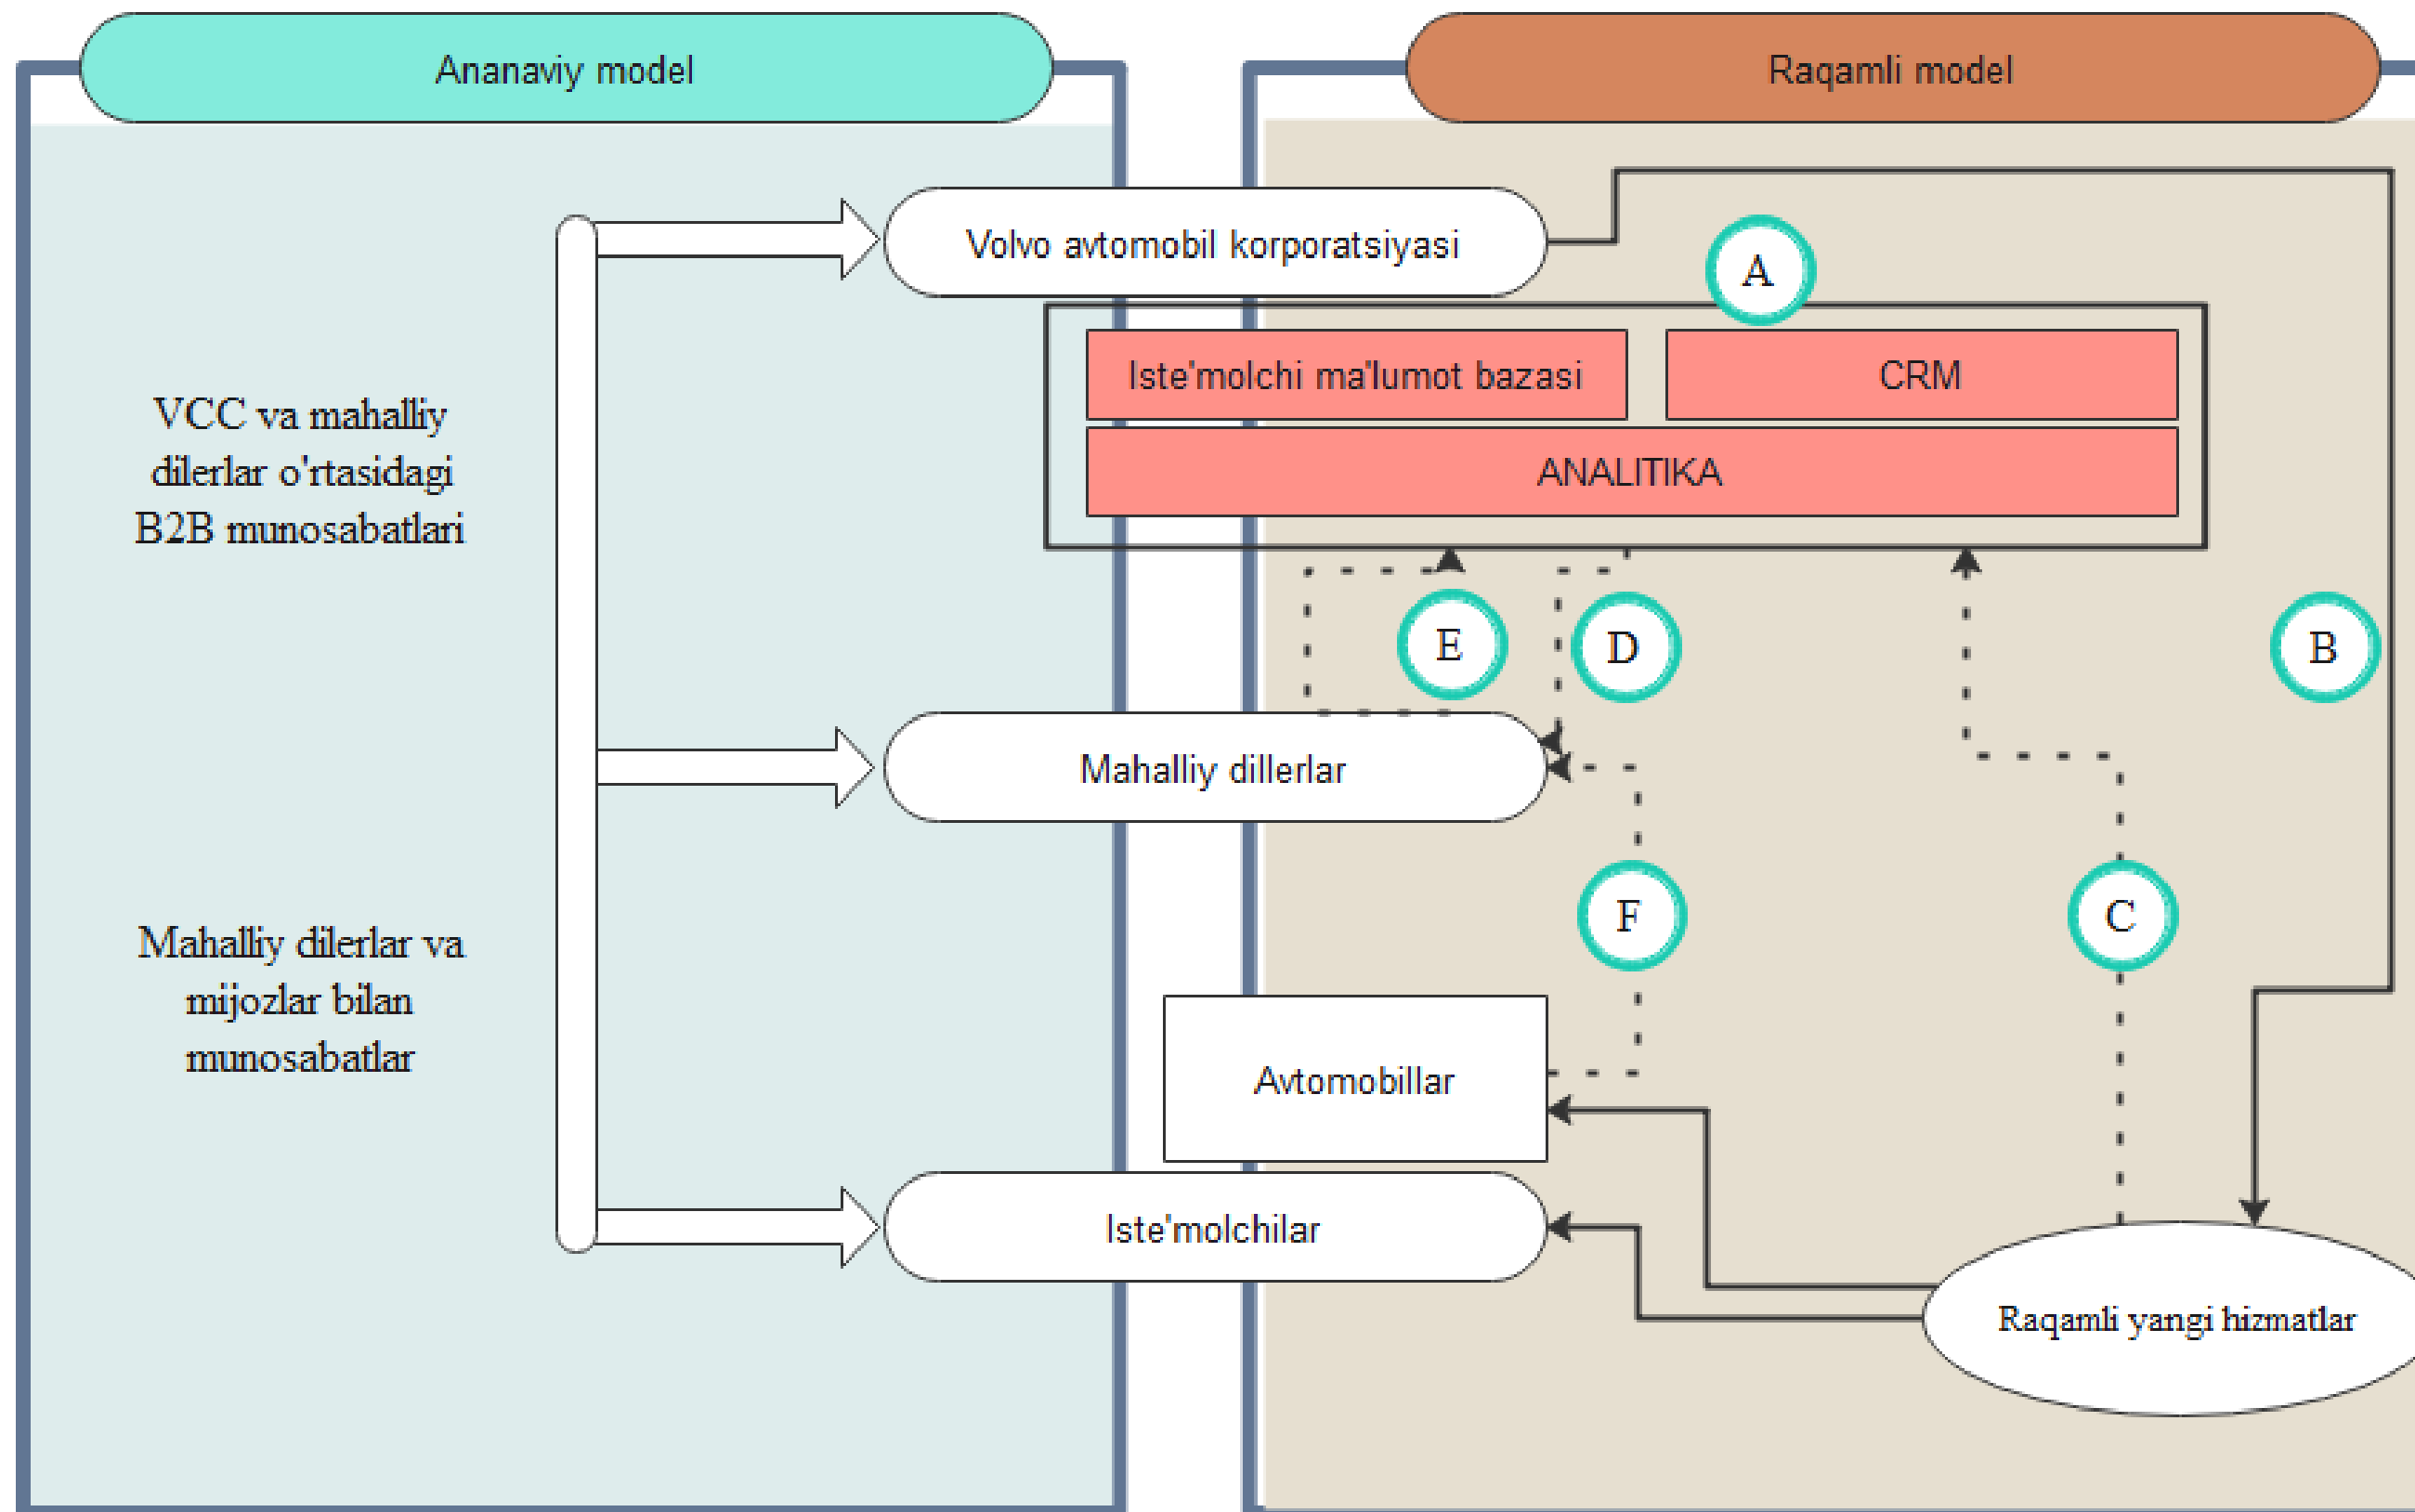 Ananaviy model
Raqamli model
Volvo avtomobil korporatsiyasi
A
Iste'molchi ma'lumot bazasi
CRM
ANALITIKA
VCC va mahalliy
dilerlar o'rtasidagi
B2B munosabatlari
E
D
B
Mahalliy dillerlar
F
C
Mahalliy dilerlar va
mijozlar bilan
munosabatlar
Avtomobillar
Iste'molchilar
Raqamli yangi hizmatlar